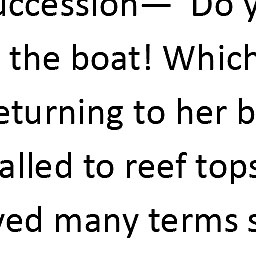 uccession— Do y
the boat! Which
eturning to her b
alled to reef tops
ved many terms s